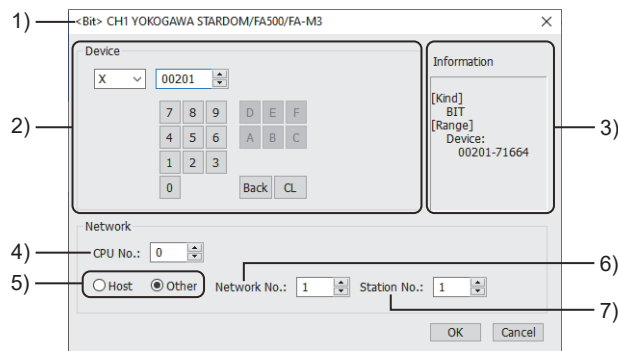 1)
<Bit> CH1 YOKOGAWA STARDOM/FA500/FA-M3
Device
X 00201
7 8 9 D E F
4 5 6 A B C
1 2 3
0 Back CL
2)
Information
[Kind]
BIT
[Range]
Device:
00201-71664
3)
Network
4)
CPU No.: 0
5)
Host Other Network No.: 1 Station No.: 1
6)
7)
OK Cancel